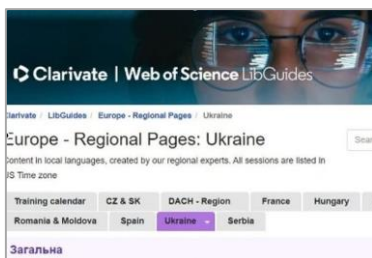 Clarivate | Web of Science LibGuides
Clarivate / LibGuides / Europe - Regional Pages / Ukraine
Europe - Regional Pages: Ukraine
Sear
Content in local languages, created by our regional experts. All sessions are listed in
US Time zone
Training calendar CZ & SK DACH - Region France Hungary
Romania & Moldova Spain Ukraine Serbia
Загальна